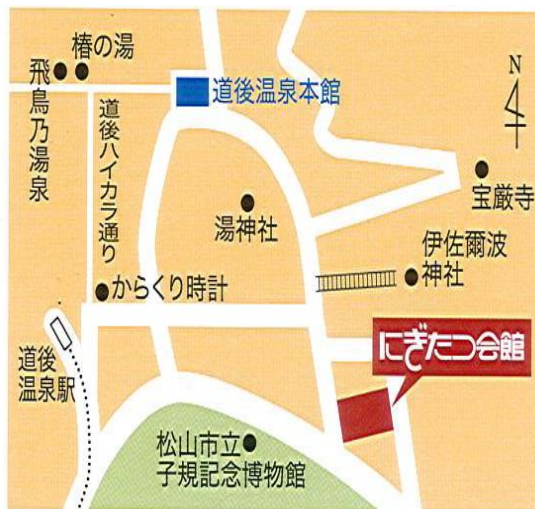 椿の湯
飛鳥乃湯泉
道後温泉本館
N
道後ハイカラ通り
湯神社
宝厳寺
伊佐爾波
神社
からくり時計
にぎたつ会館
道後
温泉駅
松山市立
子規記念博物館